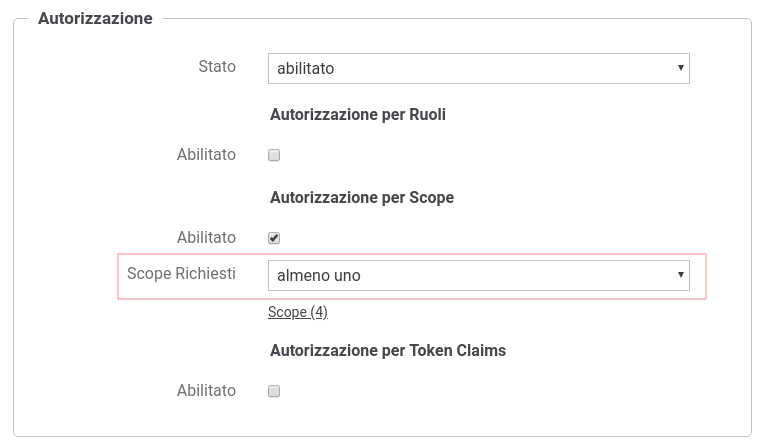 Autorizzazione
Stato abilitato
Autorizzazione per Ruoli
Abilitato
Autorizzazione per Scope
Abilitato
Scope Richiesti almeno uno
Scope (4)
Autorizzazione per Token Claims
Abilitato